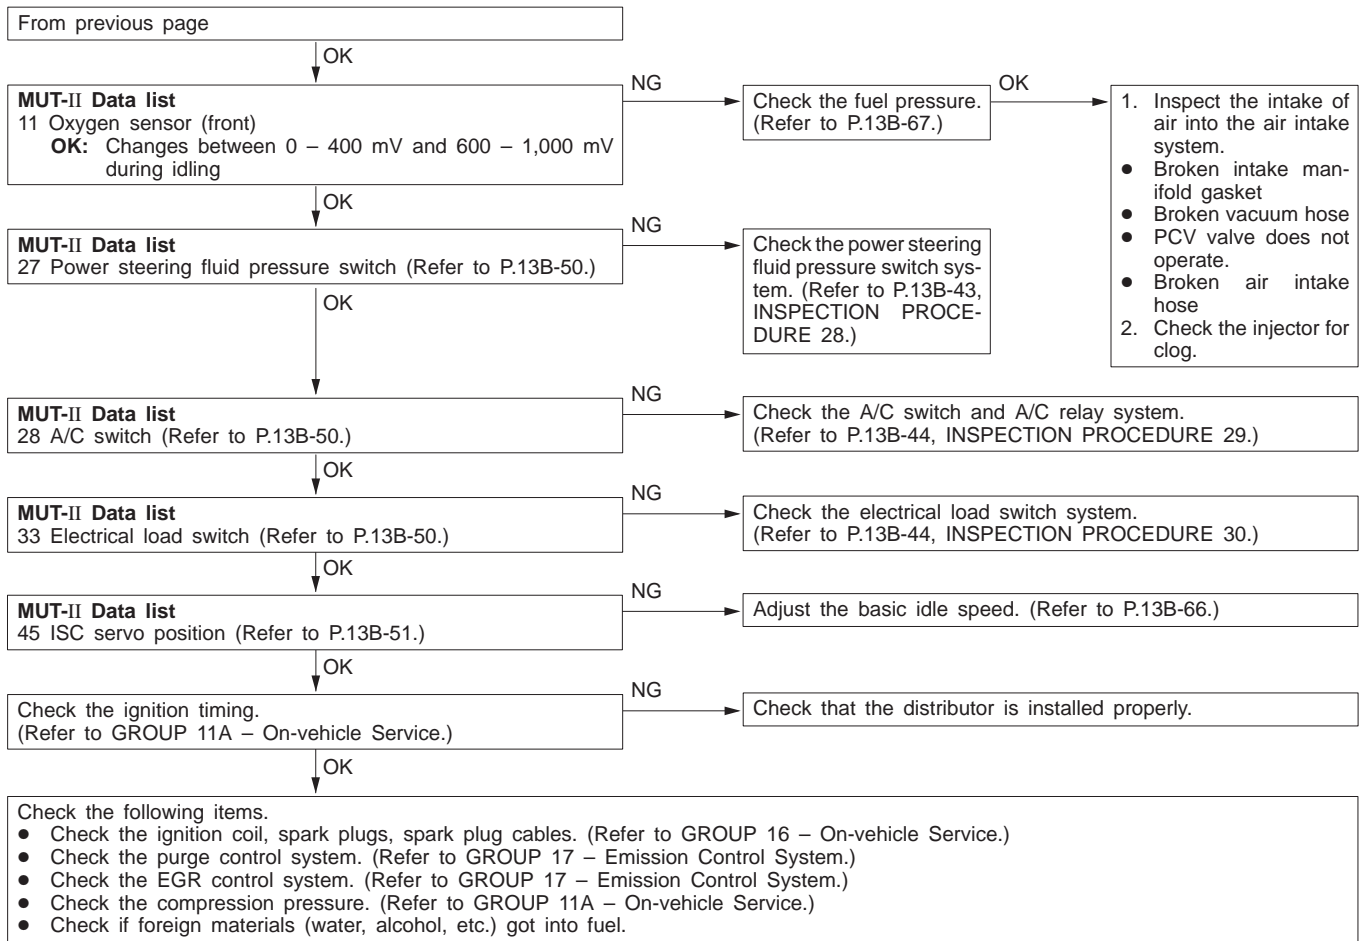 From previous page
OK
MUT-II Data list
11 Oxygen sensor (front)
OK: Changes between 0 – 400 mV and 600 – 1,000 mV
during idling
NG
Check the fuel pressure.
(Refer to P.13B-67.)
OK
1. Inspect the intake of
air into the air intake
system.
● Broken intake man-
ifold gasket
● Broken vacuum hose
● PCV valve does not
operate.
● Broken air intake
hose
2. Check the injector for
clog.
OK
MUT-II Data list
27 Power steering fluid pressure switch (Refer to P.13B-50.)
NG
Check the power steering
fluid pressure switch sys-
tem. (Refer to P.13B-43,
INSPECTION PROCE-
DURE 28.)
OK
MUT-II Data list
28 A/C switch (Refer to P.13B-50.)
NG
Check the A/C switch and A/C relay system.
(Refer to P.13B-44, INSPECTION PROCEDURE 29.)
OK
MUT-II Data list
33 Electrical load switch (Refer to P.13B-50.)
NG
Check the electrical load switch system.
(Refer to P.13B-44, INSPECTION PROCEDURE 30.)
OK
MUT-II Data list
45 ISC servo position (Refer to P.13B-51.)
NG
Adjust the basic idle speed. (Refer to P.13B-66.)
OK
Check the ignition timing.
(Refer to GROUP 11A – On-vehicle Service.)
NG
Check that the distributor is installed properly.
OK
Check the following items.
● Check the ignition coil, spark plugs, spark plug cables. (Refer to GROUP 16 – On-vehicle Service.)
● Check the purge control system. (Refer to GROUP 17 – Emission Control System.)
● Check the EGR control system. (Refer to GROUP 17 – Emission Control System.)
● Check the compression pressure. (Refer to GROUP 11A – On-vehicle Service.)
● Check if foreign materials (water, alcohol, etc.) got into fuel.